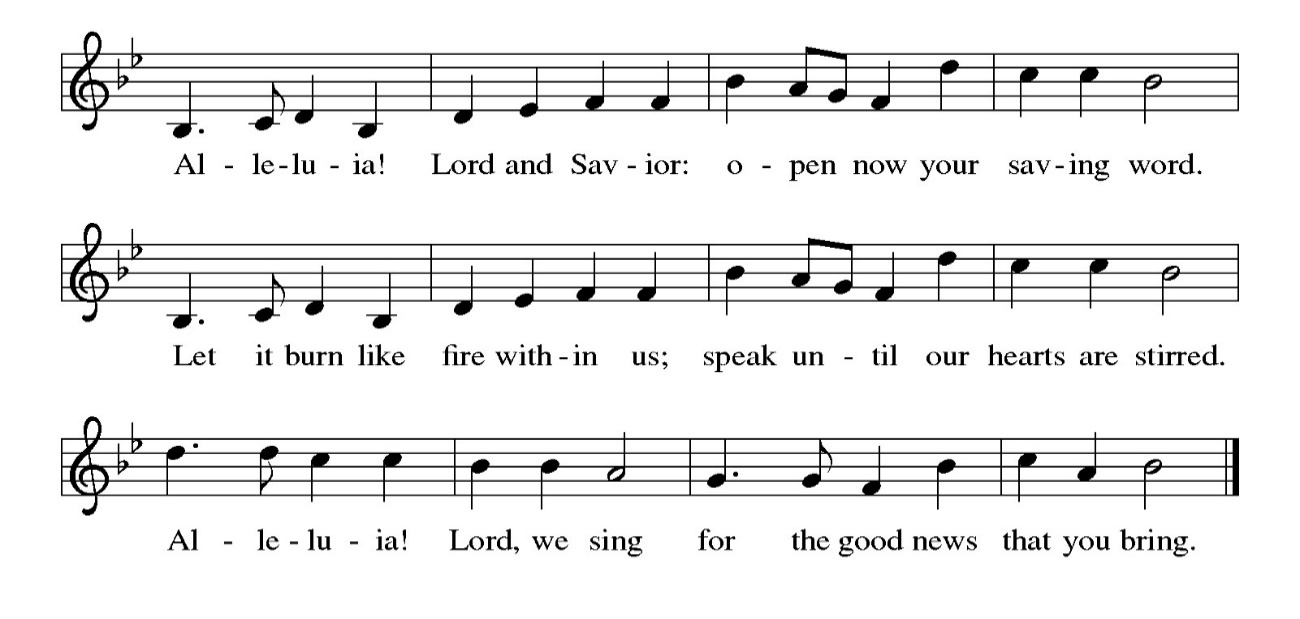 Al - le - lu - ia! Lord and Sav - ior: o - pen now your sav - ing word.
Let it burn like fire with - in us; speak un - til our hearts are stirred.
Al - le - lu - ia! Lord, we sing for the good news that you bring.